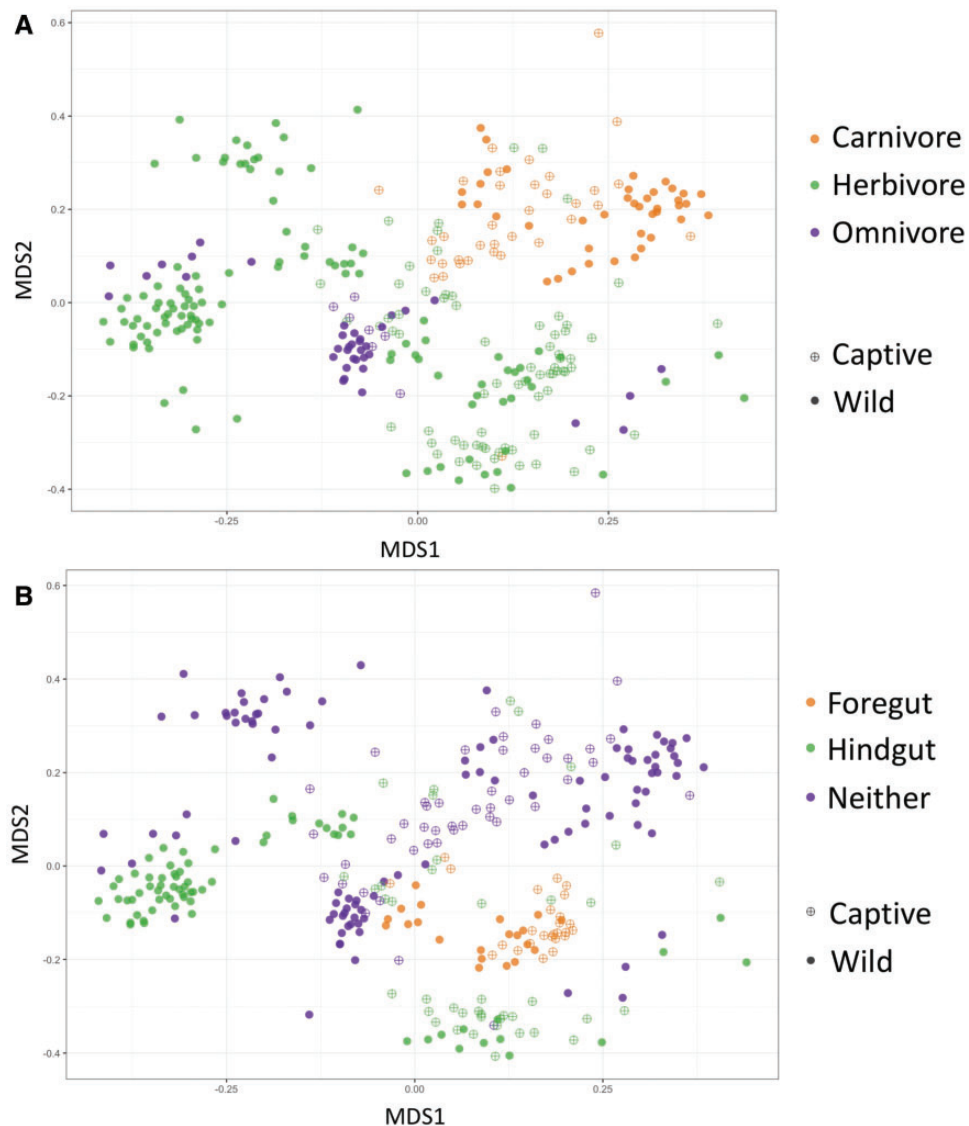 A
0.6
0.4
0.2
0.0
-0.2
-0.4
MDS2
-0.25
0.00
0.25
MDS1
Carnivore
Herbivore
Omnivore
Captive
Wild
B
0.6
0.4
0.2
0.0
-0.2
-0.4
MDS2
-0.25
0.00
0.25
MDS1
Foregut
Hindgut
Neither
Captive
Wild